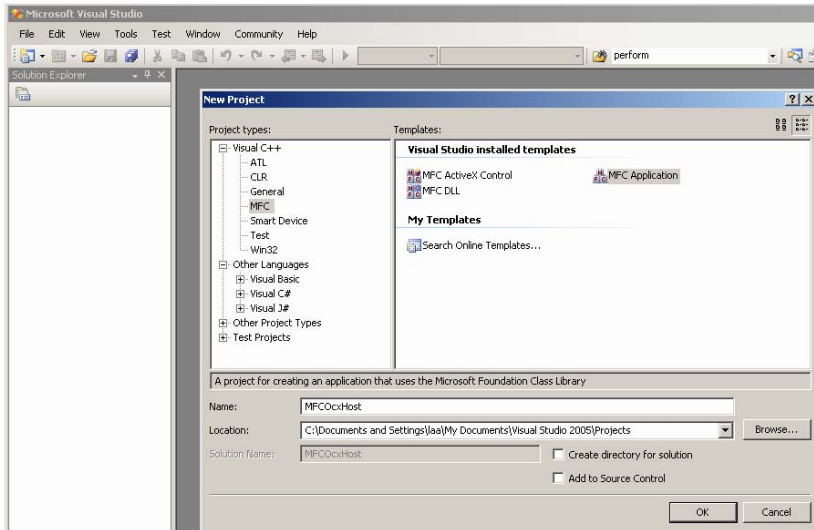 Microsoft Visual Studio
File Edit View Tools Test Window Community Help
perform
Solution Explorer
New Project
Project types:
Templates:
Visual C++
ATL
CLR
General
MFC
Smart Device
Test
Win32
Other Languages
Visual Basic
Visual C#
Visual J#
Other Project Types
Test Projects
Visual Studio installed templates
MFC ActiveX Control
MFC Application
MFC DLL
My Templates
Search Online Templates...
A project for creating an application that uses the Microsoft Foundation Class Library
Name: MFCOcxHost
Location: C:\Documents and Settings\laa\My Documents\Visual Studio 2005\Projects Browse...
Solution Name: MFCOcxHost Create directory for solution
Add to Source Control
OK Cancel